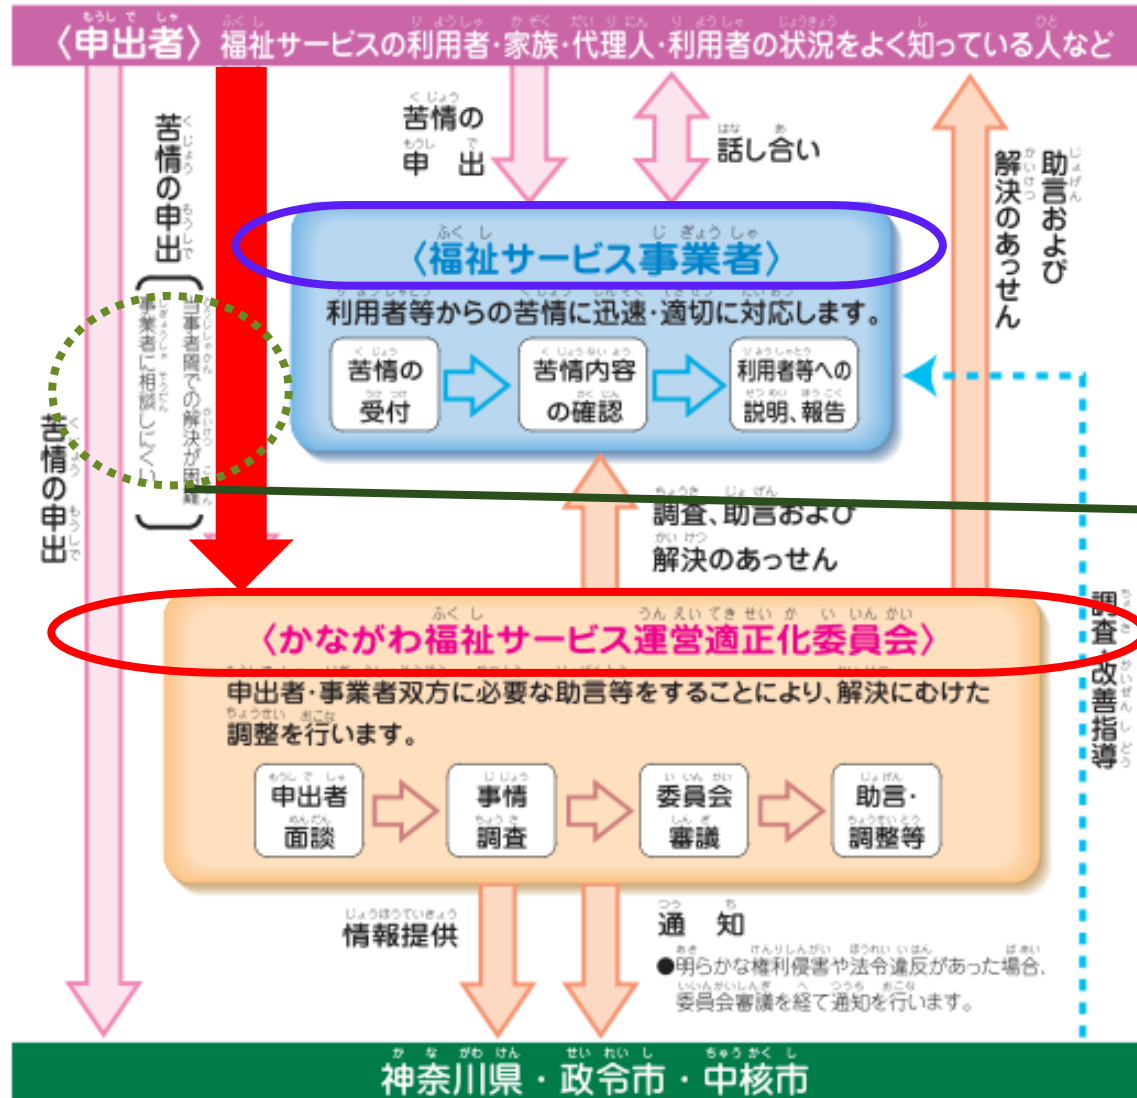 〈申出者〉福祉サービスの利用者・家族・代理人・利用者の状況をよく知っている人など
苦情の申出
当事者間での解決が困難
事業者に相談しにくい
苦情の申出
苦情の
申出
話し合い
助言および
解決のあっせん
〈福祉サービス事業者〉
利用者等からの苦情に迅速・適切に対応します。
苦情の
受付
苦情内容
の確認
利用者等への
説明、報告
調査、助言および
解決のあっせん
調査・改善指導
〈かながわ福祉サービス運営適正化委員会〉
申出者・事業者双方に必要な助言等をすることにより、解決にむけた
調整を行います。
申出者
面談
事情
調査
委員会
審議
助言・
調整等
情報提供
通知
●明らかな権利侵害や法令違反があった場合、
委員会審議を経て通知を行います。
神奈川県・政令市・中核市